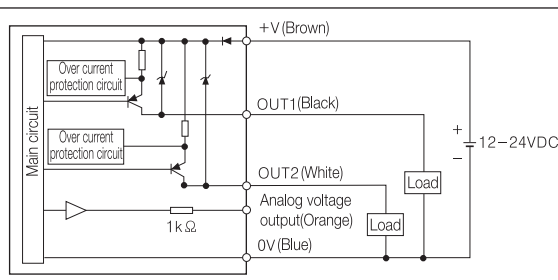 +V(Brown)
Over current
protection circuit
OUT1(Black)
Main circuit
Over current
protection circuit
+
12-24VDC
-
OUT2(White)
Load
Analog voltage
output(Orange)
1kΩ
Load
0V(Blue)